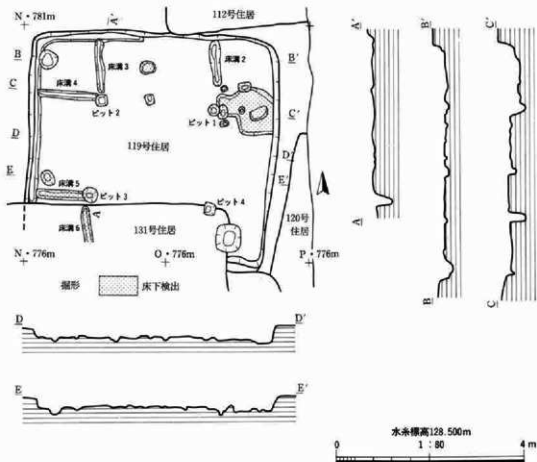 N・781m
A'
112号住居
B
C
D
E
床溝3
床溝2
床溝4
ピット2
ピット1
B'
C'
D'
E'
119号住居
床溝5
ピット3
ピット4
A
床溝6
131号住居
120号
住居
N・776m
O・776m
P・776m
掘形
床下検出
A'
B'
C'
A
B
C
D
D'
E
E'
水糸標高128.500m
0
1:80
4 m